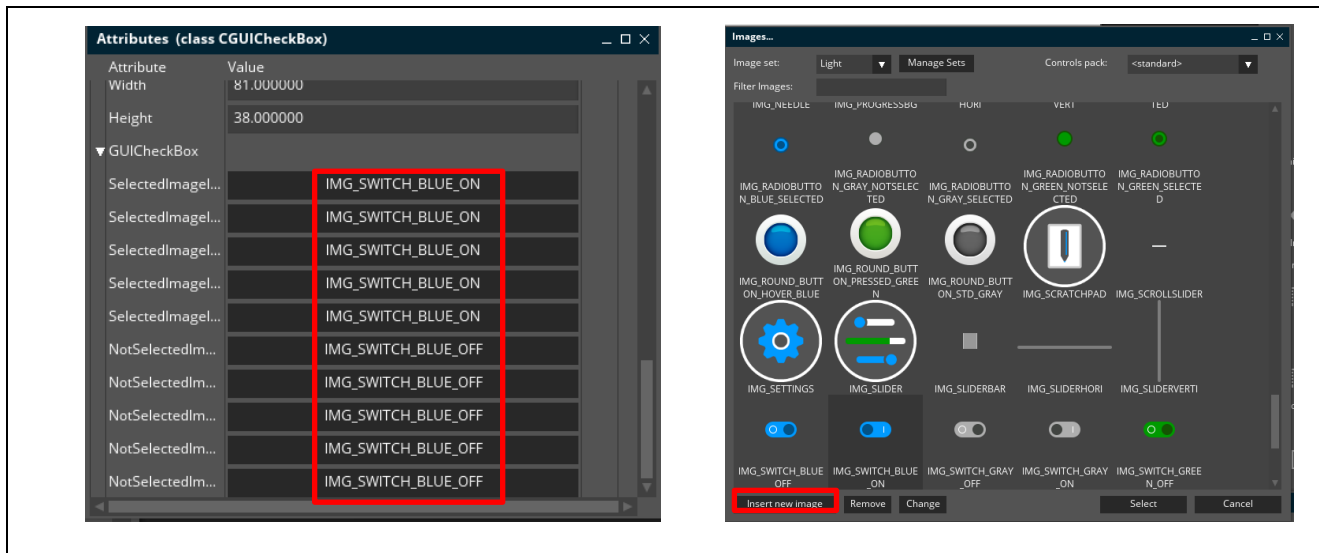 Attributes (class CGUICheckBox)
Attribute Value
Width 81.000000
Height 38.000000
GUICheckBox
SelectedImageI... IMG_SWITCH_BLUE_ON
SelectedImageI... IMG_SWITCH_BLUE_ON
SelectedImageI... IMG_SWITCH_BLUE_ON
SelectedImageI... IMG_SWITCH_BLUE_ON
SelectedImageI... IMG_SWITCH_BLUE_ON
NotSelectedIm... IMG_SWITCH_BLUE_OFF
NotSelectedIm... IMG_SWITCH_BLUE_OFF
NotSelectedIm... IMG_SWITCH_BLUE_OFF
NotSelectedIm... IMG_SWITCH_BLUE_OFF
NotSelectedIm... IMG_SWITCH_BLUE_OFF
Images...
Image set: Light Manage Sets Controls pack: <standard>
Filter Images:
IMG_NEEDLE IMG_PROGRESSBG HORI VERT TED
IMG_RADIOBUTTO IMG_RADIOBUTTO IMG_RADIOBUTTO
IMG_RADIOBUTTO N_GRAY_NOTSELEC IMG_RADIOBUTTO N_GREEN_NOTSELE N_GREEN_SELECTE
N_BLUE_SELECTED TED N_GRAY_SELECTED CTED D
IMG_ROUND_BUTT
IMG_ROUND_BUTT ON_PRESSED_GREE IMG_ROUND_BUTT
ON_HOVER_BLUE N ON_STD_GRAY IMG_SCRATCHPAD IMG_SCROLLSLIDER
IMG_SETTINGS IMG_SLIDER IMG_SLIDERBAR IMG_SLIDERHORI IMG_SLIDERVERTI
IMG_SWITCH_BLUE IMG_SWITCH_BLUE IMG_SWITCH_GRAY IMG_SWITCH_GRAY IMG_SWITCH_GREE
_OFF _ON _OFF _ON N_OFF
Insert new image Remove Change Select Cancel